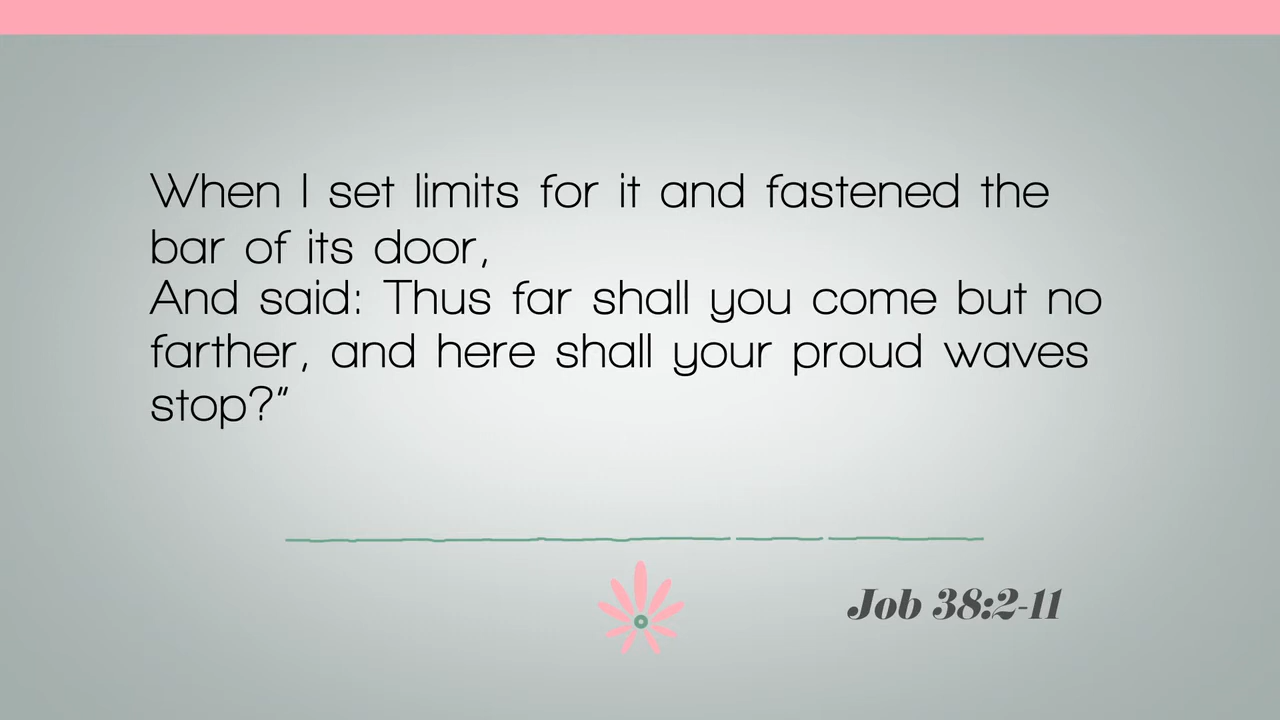 When I set limits for it and fastened the
bar of its door,
And said: Thus far shall you come but no
farther, and here shall your proud waves
stop?”
Job 38:2-11